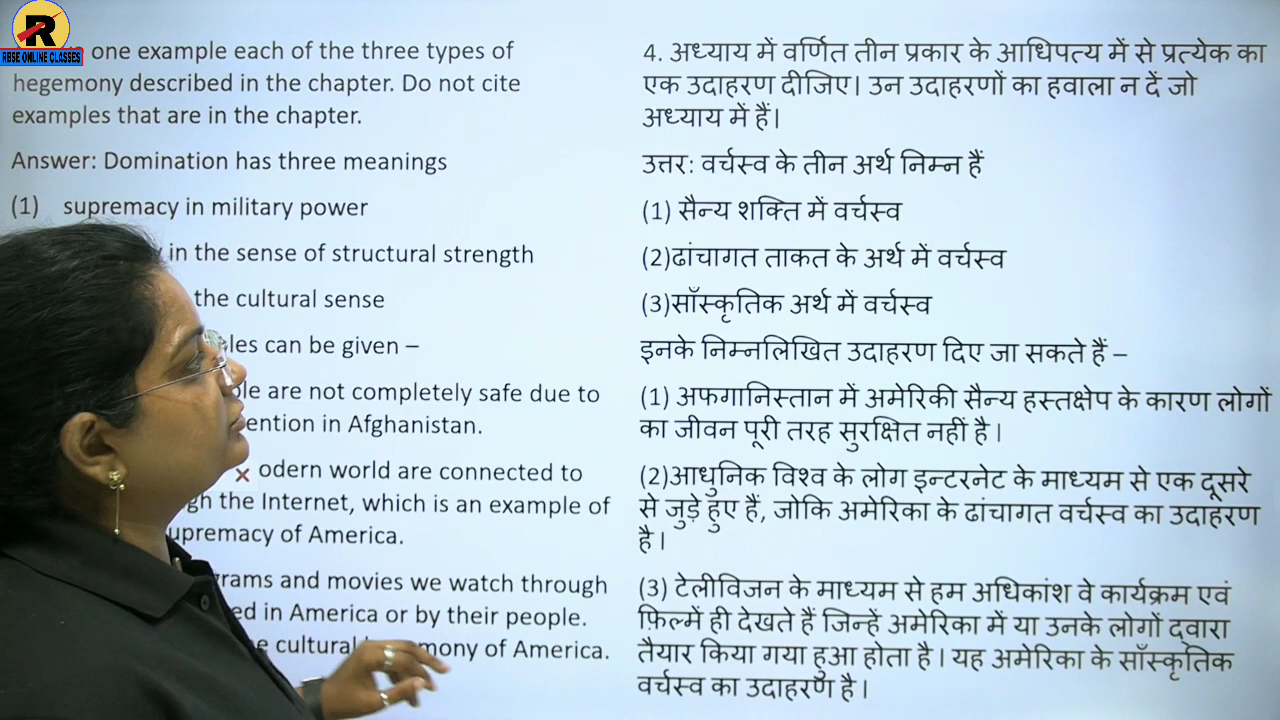 R
RBSE ONLINE CLASSES
one example each of the three types of
hegemony described in the chapter. Do not cite
examples that are in the chapter.
Answer: Domination has three meanings
(1) supremacy in military power
in the sense of structural strength
the cultural sense
can be given –
are not completely safe due to
in Afghanistan.
odern world are connected to
the Internet, which is an example of
upremacy of America.
grams and movies we watch through
ed in America or by their people.
cultural mony of America.
4. अध्याय में वर्णित तीन प्रकार के आधिपत्य में से प्रत्येक का
एक उदाहरण दीजिए। उन उदाहरणों का हवाला न दें जो
अध्याय में हैं।
उत्तर: वर्चस्व के तीन अर्थ निम्न हैं
(1) सैन्य शक्ति में वर्चस्व
(2)ढांचागत ताकत के अर्थ में वर्चस्व
(3)साँस्कृतिक अर्थ में वर्चस्व
इनके निम्नलिखित उदाहरण दिए जा सकते हैं –
(1) अफगानिस्तान में अमेरिकी सैन्य हस्तक्षेप के कारण लोगों
का जीवन पूरी तरह सुरक्षित नहीं है ।
(2)आधुनिक विश्व के लोग इन्टरनेट के माध्यम से एक दूसरे
से जुड़े हुए हैं, जोकि अमेरिका के ढांचागत वर्चस्व का उदाहरण
है ।
(3) टेलीविजन के माध्यम से हम अधिकांश वे कार्यक्रम एवं
फ़िल्में ही देखते हैं जिन्हें अमेरिका में या उनके लोगों द्वारा
तैयार किया गया हुआ होता है । यह अमेरिका के साँस्कृतिक
वर्चस्व का उदाहरण है ।